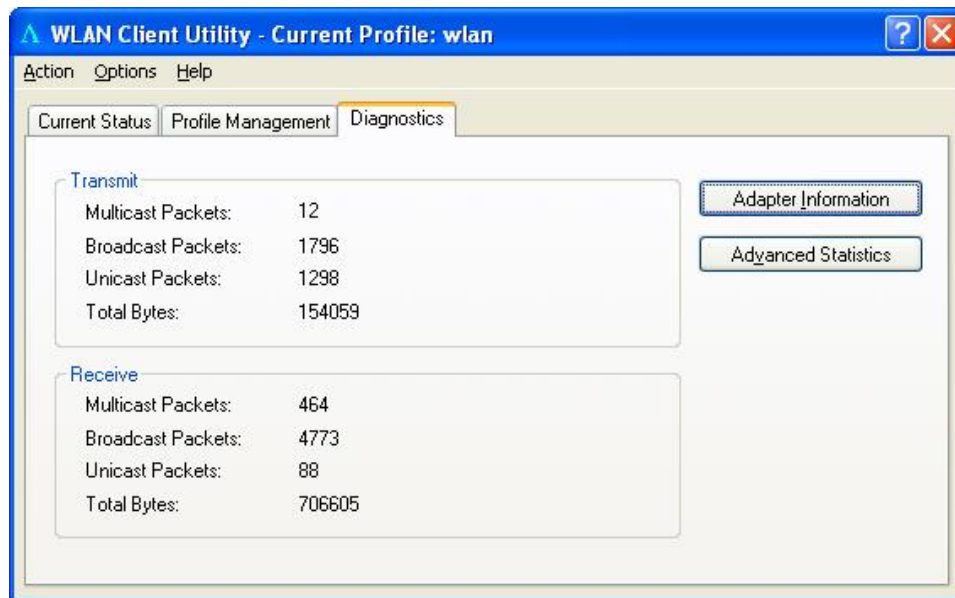 WLAN Client Utility - Current Profile: wlan
Action Options Help
Current Status Profile Management Diagnostics
Transmit
Multicast Packets: 12
Broadcast Packets: 1796
Unicast Packets: 1298
Total Bytes: 154059
Adapter Information
Advanced Statistics
Receive
Multicast Packets: 464
Broadcast Packets: 4773
Unicast Packets: 88
Total Bytes: 706605